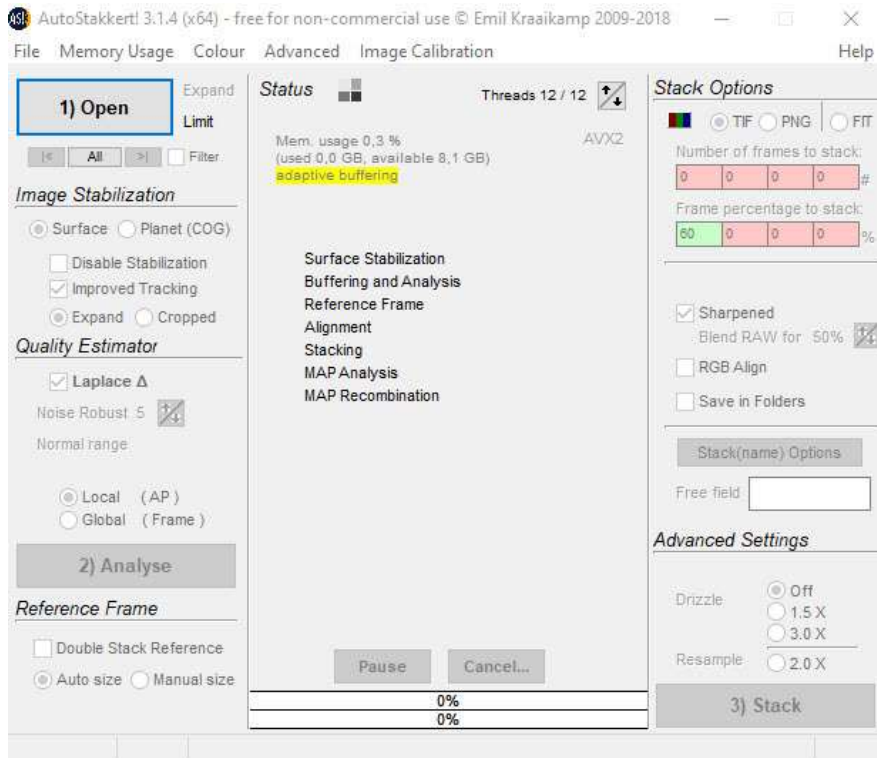 AS!
AutoStakkert! 3.1.4 (x64) - free for non-commercial use © Emil Kraaikamp 2009-2018
File Memory Usage Colour Advanced Image Calibration Help
1) Open
Expand
Limit
|< All >| Filter
Image Stabilization
Surface Planet (COG)
Disable Stabilization
Improved Tracking
Expand Cropped
Quality Estimator
Laplace Δ
Noise Robust 5
Normal range
Local (AP)
Global (Frame)
2) Analyse
Reference Frame
Double Stack Reference
Auto size Manual size
Status
Threads 12 / 12
Mem. usage 0,3 %
AVX2
(used 0,0 GB, available 8,1 GB)
adaptive buffering
Surface Stabilization
Buffering and Analysis
Reference Frame
Alignment
Stacking
MAP Analysis
MAP Recombination
Pause Cancel...
0%
0%
Stack Options
TIF PNG FIT
Number of frames to stack:
0 0 0 0 #
Frame percentage to stack:
60 0 0 0 %
Sharpened
Blend RAW for 50%
RGB Align
Save in Folders
Stack(name) Options
Free field
Advanced Settings
Drizzle
Off
1.5 X
3.0 X
Resample 2.0 X
3) Stack